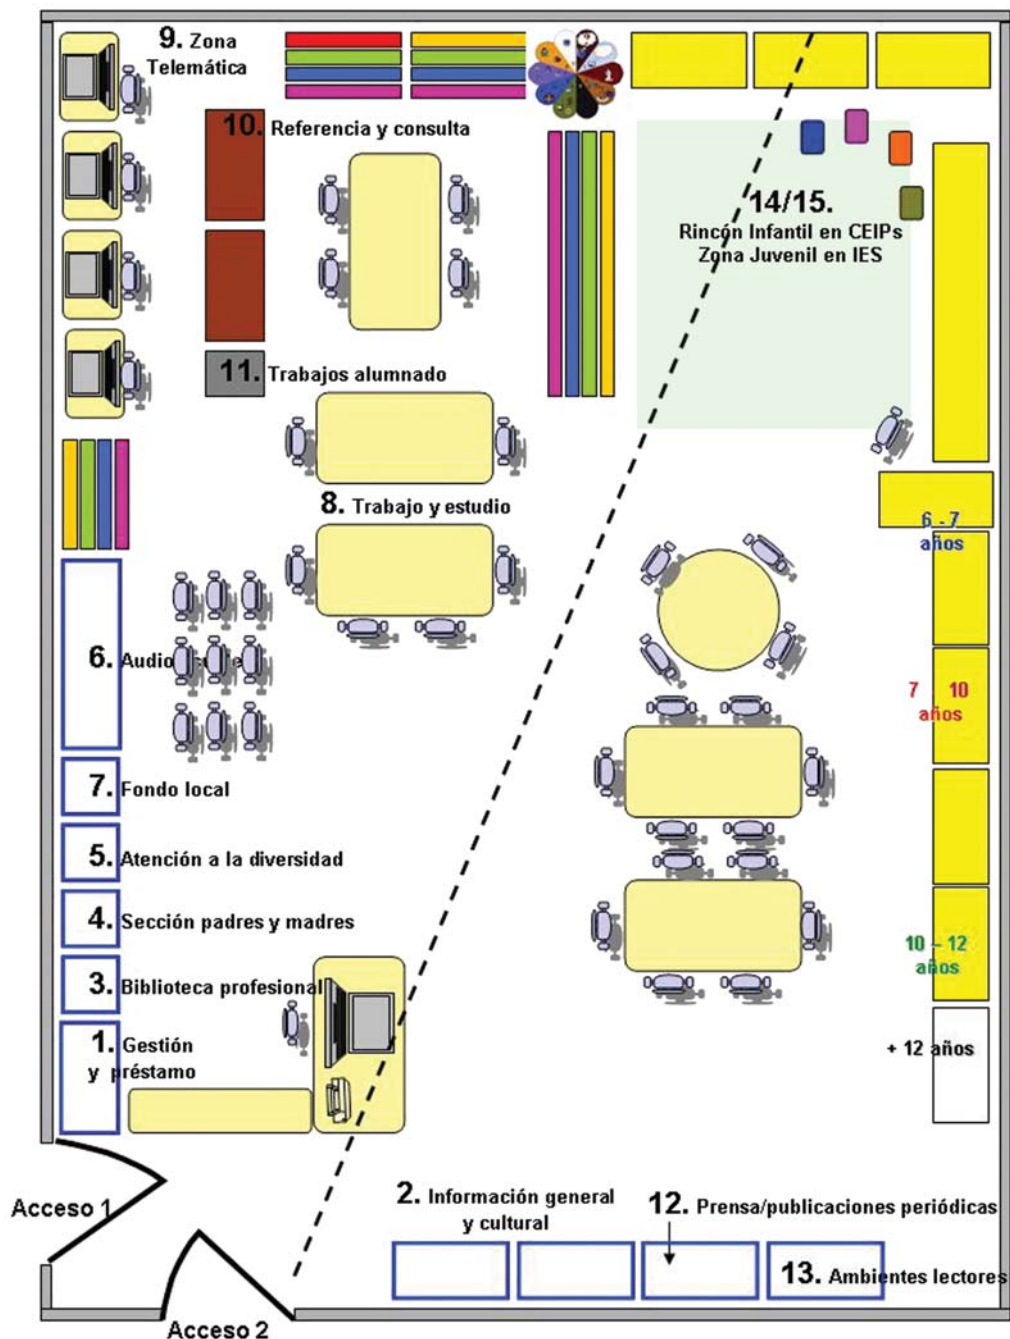 9. Zona
Telemática
10. Referencia y consulta
14/15.
Rincón Infantil en CEIPs
Zona Juvenil en IES
11. Trabajos alumnado
8. Trabajo y estudio
6 - 7
años
6.
7. Fondo local
7 - 10
años
5. Atención a la diversidad
4. Sección padres y madres
10 – 12
años
3. Biblioteca profesional
1. Gestión
y préstamo
+ 12 años
Acceso 1
2. Información general
y cultural
12. Prensa/publicaciones periódicas
13. Ambientes lectores
Acceso 2